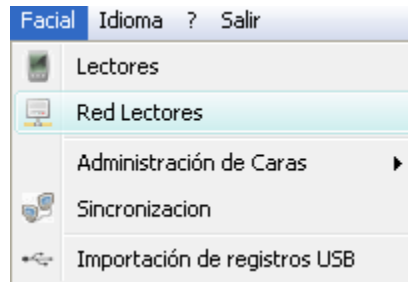 Facial Idioma ? Salir
Lectores
Red Lectores
Administración de Caras
Sincronizacion
Importación de registros USB